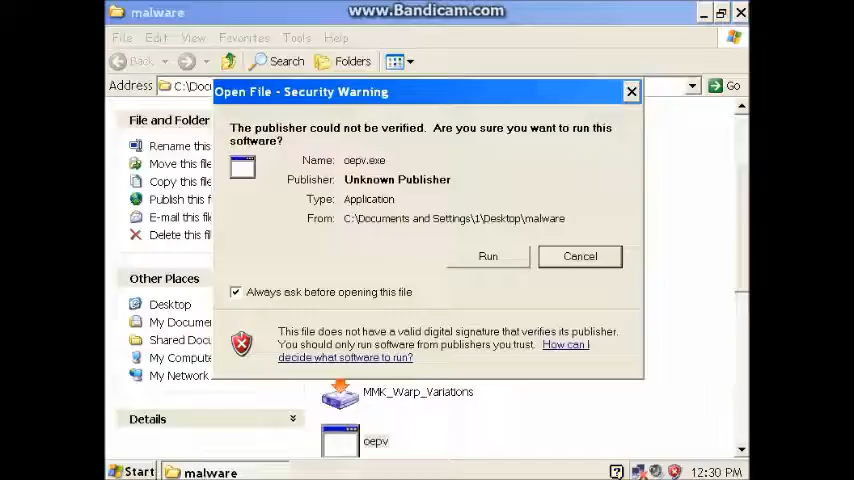 malware
www.Bandicam.com
File Edit View Favorites Tools Help
Back
Search
Folders
Address
C:\Doc
Go
Open File - Security Warning
The publisher could not be verified. Are you sure you want to run this
software?
Name: oepv.exe
Publisher: Unknown Publisher
Type: Application
From: C:\Documents and Settings\1\Desktop\malware
Run
Cancel
Always ask before opening this file
This file does not have a valid digital signature that verifies its publisher.
You should only run software from publishers you trust. How can I
decide what software to run?
File and Folder
Rename this
Move this file
Copy this file
Publish this f
E-mail this file
Delete this file
Other Places
Desktop
My Docume
Shared Docu
My Compute
My Network
Details
MMK_Warp_Variations
oepv
Start
malware
12:30 PM